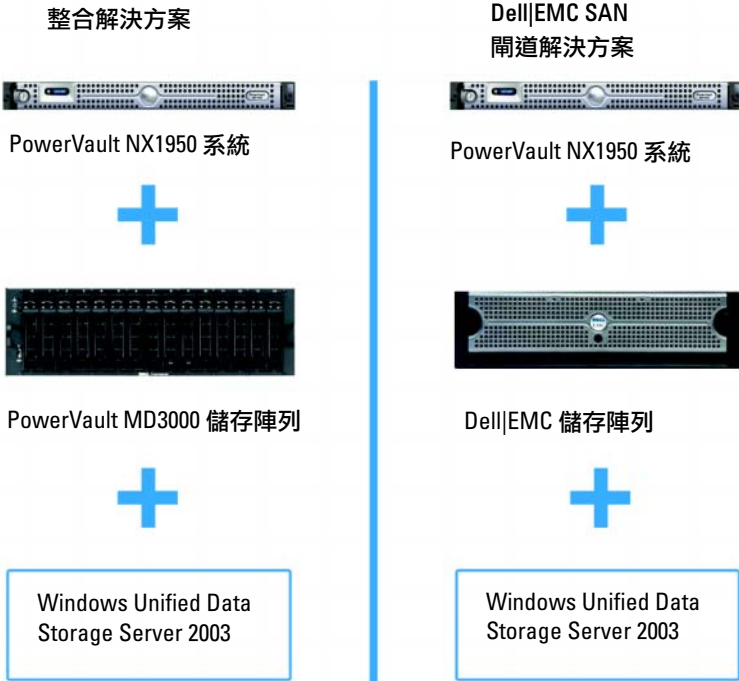 整合解決方案
PowerVault NX1950 系統
PowerVault MD3000 儲存陣列
Windows Unified Data
Storage Server 2003
Dell|EMC SAN
閘道解決方案
PowerVault NX1950 系統
Dell|EMC 儲存陣列
Windows Unified Data
Storage Server 2003